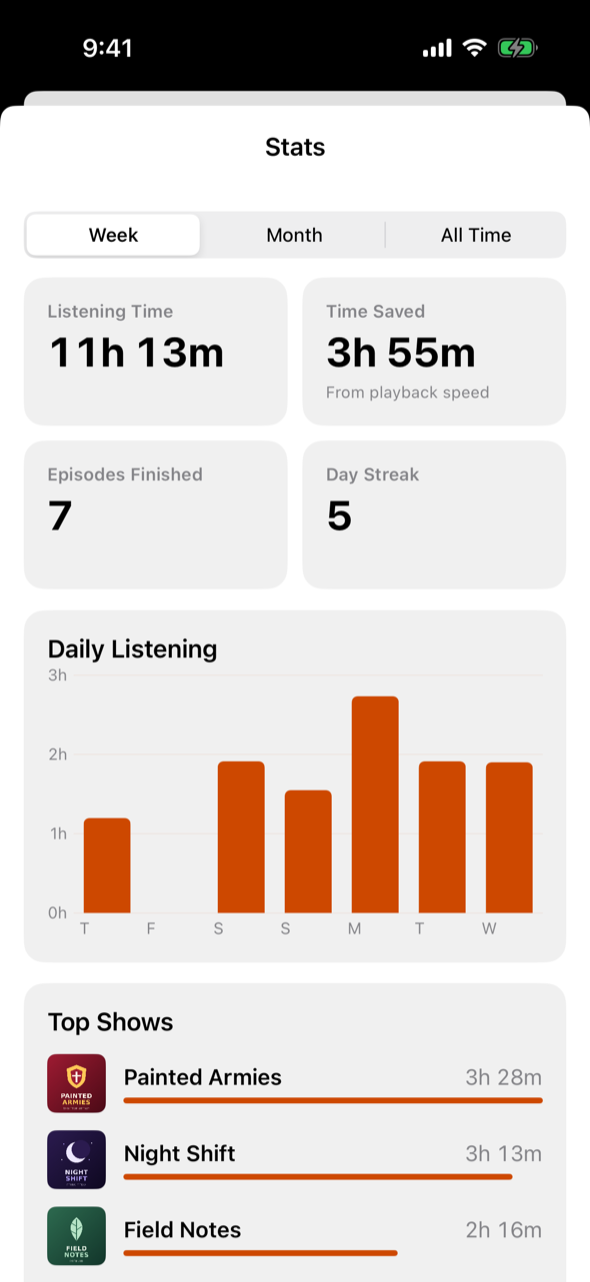 9:41
Stats
Week Month All Time
Listening Time
11h 13m
Time Saved
3h 55m
From playback speed
Episodes Finished
7
Day Streak
5
Daily Listening
3h
2h
1h
0h
T F S S M T W
Top Shows
PAINTED
ARMIES
Painted Armies 3h 28m
NIGHT
SHIFT
Night Shift 3h 13m
FIELD
NOTES
Field Notes 2h 16m